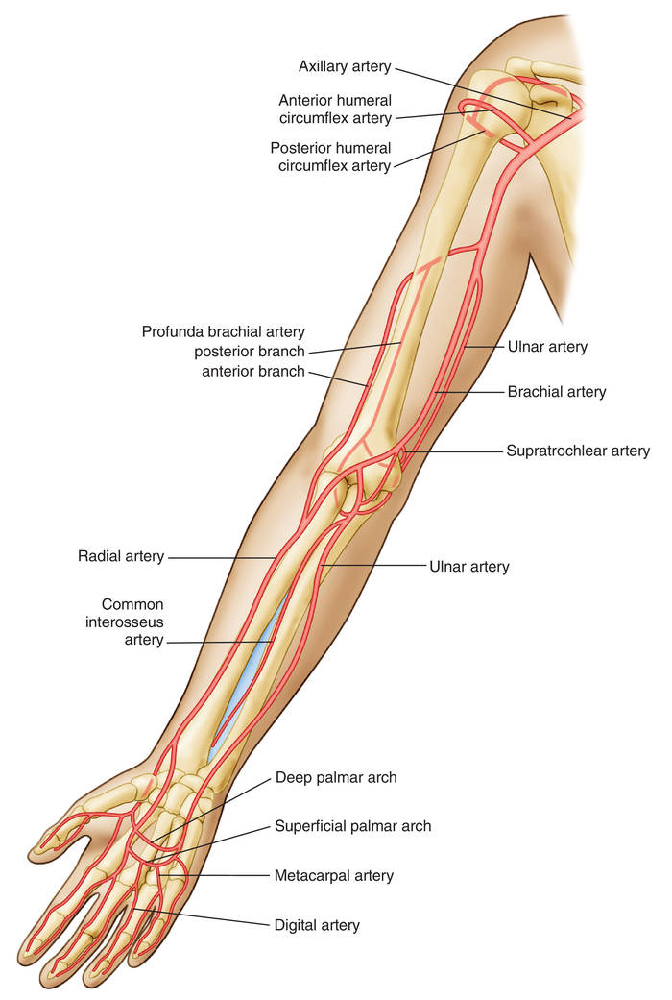 Axillary artery
Anterior humeral
circumflex artery
Posterior humeral
circumflex artery
Profunda brachial artery
posterior branch
anterior branch
Ulnar artery
Brachial artery
Supratrochlear artery
Radial artery
Ulnar artery
Common
interosseus
artery
Deep palmar arch
Superficial palmar arch
Metacarpal artery
Digital artery